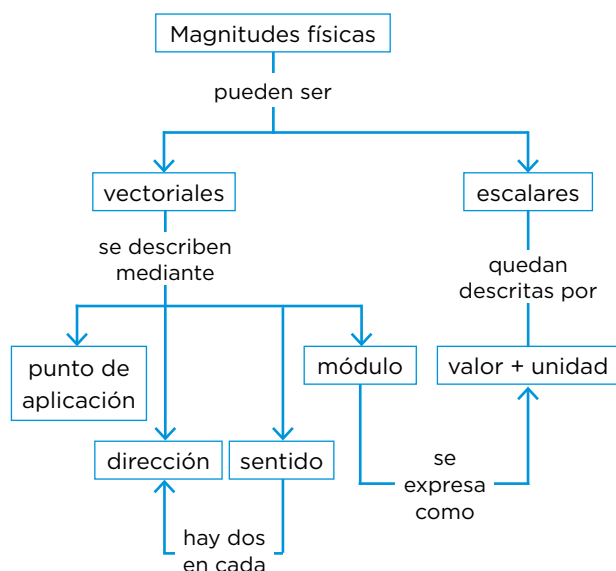 Magnitudes físicas
pueden ser
vectoriales
escalares
se describen
mediante
quedan
descritas por
punto de
aplicación
módulo
valor + unidad
dirección
sentido
se
expresa
como
hay dos
en cada